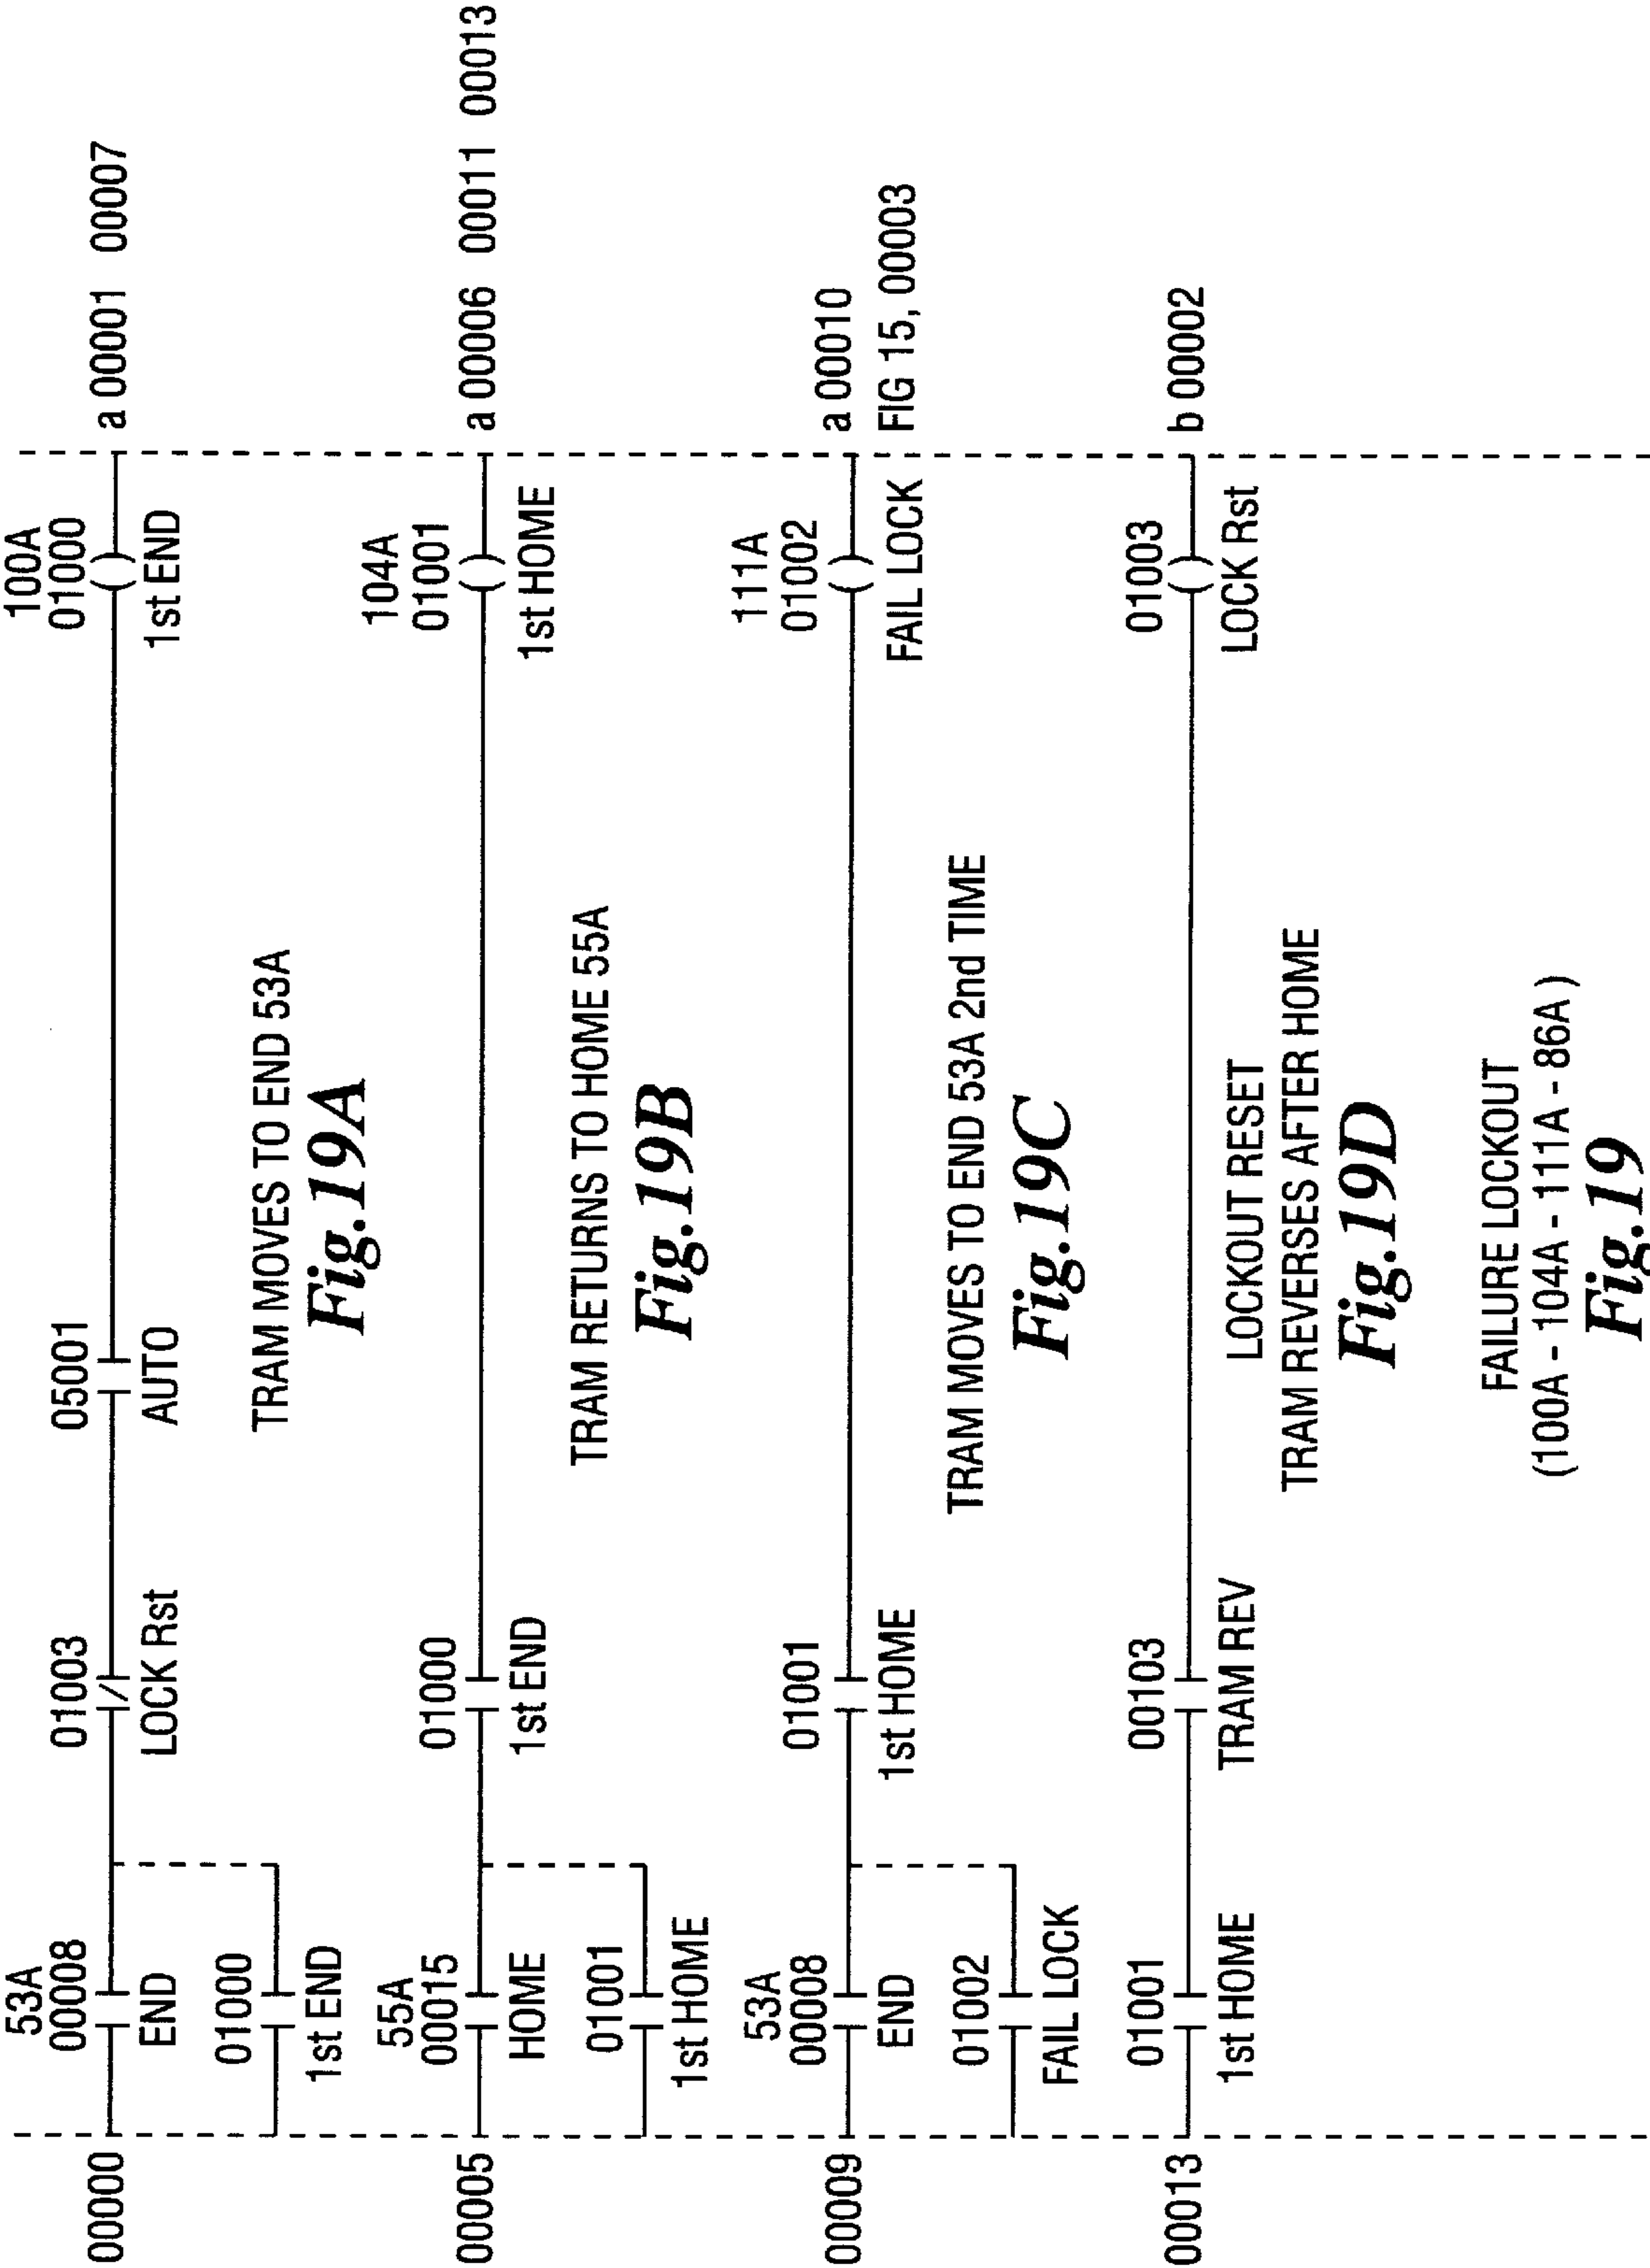 53A 100A
00008 01003 05001 01000
00000 a 00001 00007
END LOCK Rst AUTO 1st END
01000
1st END
TRAM MOVES TO END 53A
Fig.19A
55A 104A
00015 01000 01001
00005 a 00006 00011 00013
HOME 1st END 1st HOME
01001
1st HOME
TRAM RETURNS TO HOME 55A
Fig.19B
53A 111A
00008 01001 01002
00009 a 00010
END 1st HOME FAIL LOCK FIG 15, 00003
01002
FAIL LOCK
TRAM MOVES TO END 53A 2nd TIME
Fig.19C
01001 00103 01003
00013 b 00002
1st HOME TRAM REV LOCK Rst
LOCKOUT RESET
TRAM REVERSES AFTER HOME
Fig.19D
FAILURE LOCKOUT
(100A - 104A - 111A - 86A )
Fig.19